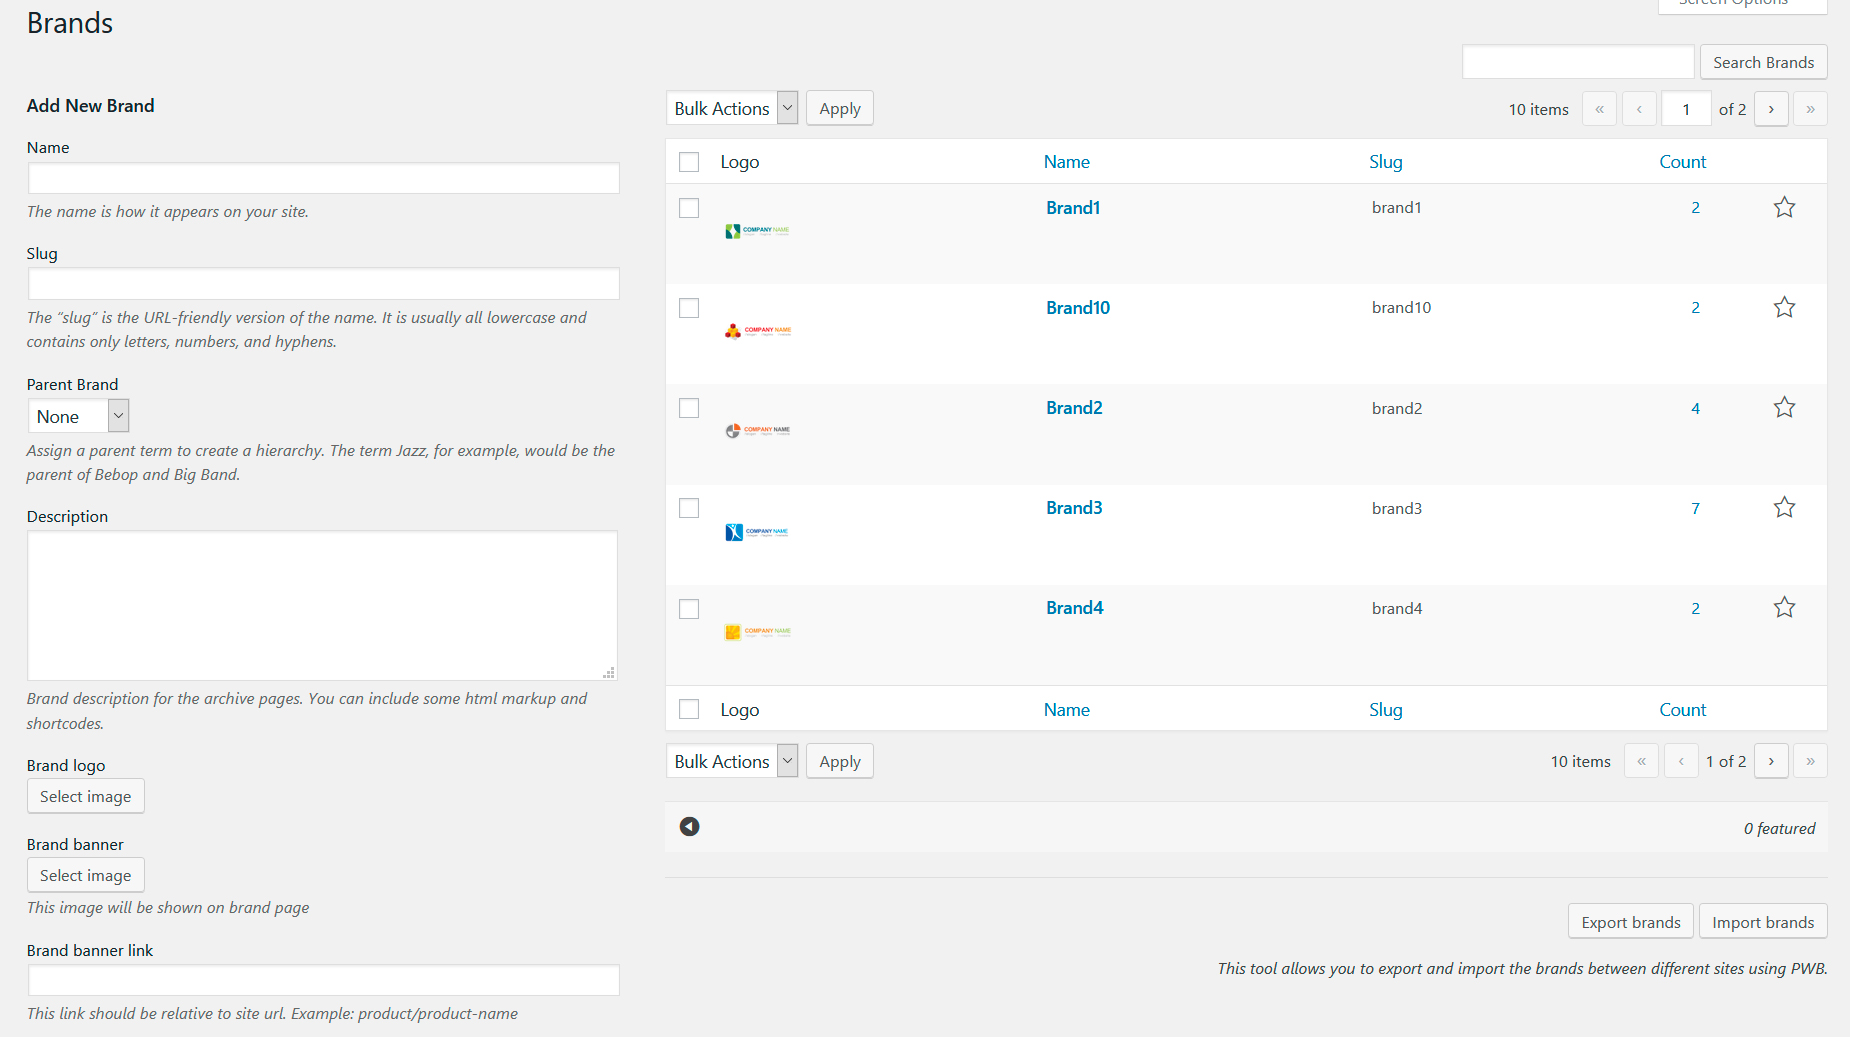 Brands
Screen Options
Search Brands
Add New Brand
Bulk Actions Apply 10 items « ‹ 1 of 2 › »
Name
The name is how it appears on your site.
Slug
The “slug” is the URL-friendly version of the name. It is usually all lowercase and
contains only letters, numbers, and hyphens.
Parent Brand
None
Assign a parent term to create a hierarchy. The term Jazz, for example, would be the
parent of Bebop and Big Band.
Description
Brand description for the archive pages. You can include some html markup and
shortcodes.
Brand logo
Select image
Brand banner
Select image
This image will be shown on brand page
Brand banner link
This link should be relative to site url. Example: product/product-name
Logo Name Slug Count
Brand1 brand1 2
COMPANY NAME
Brand10 brand10 2
COMPANY NAME
Brand2 brand2 4
COMPANY NAME
Brand3 brand3 7
COMPANY NAME
Brand4 brand4 2
COMPANY NAME
Logo Name Slug Count
Bulk Actions Apply 10 items « ‹ 1 of 2 › »
0 featured
Export brands Import brands
This tool allows you to export and import the brands between different sites using PWB.